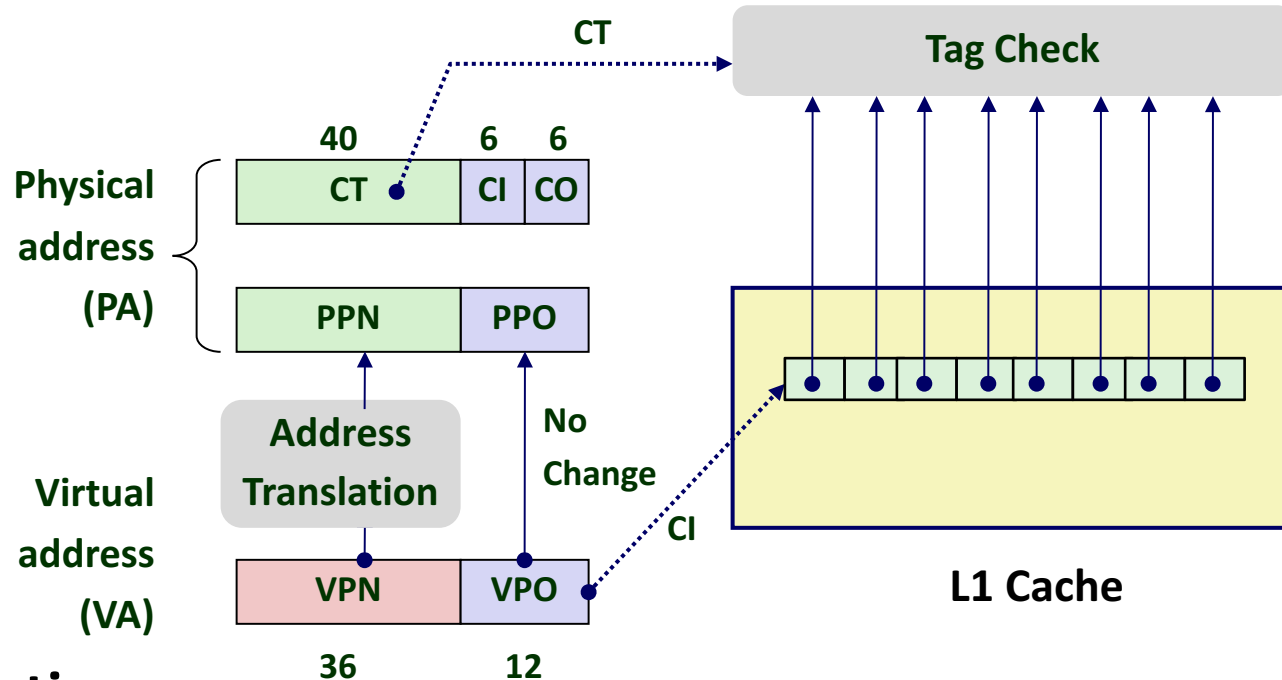 CT
Tag Check
40 6 6
Physical
address
(PA)
CT CI CO
PPN PPO
Address
Translation
No
Change
Virtual
address
(VA)
CI
VPN VPO
L1 Cache
36 12